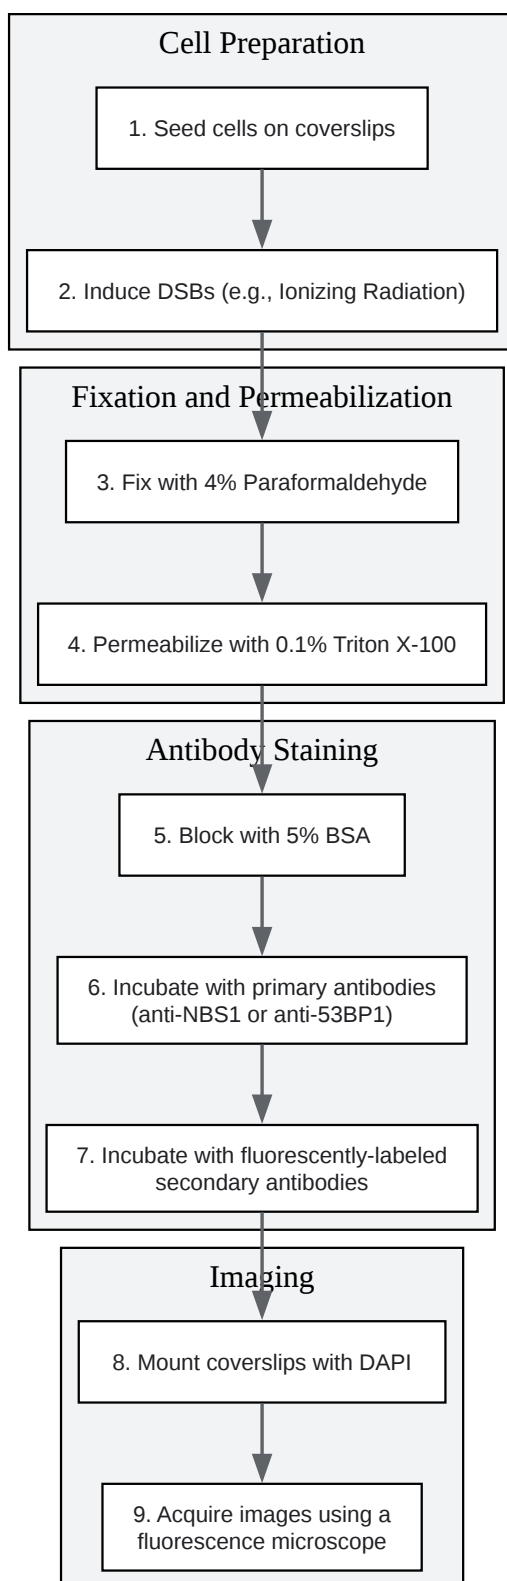 Cell Preparation
1. Seed cells on coverslips
2. Induce DSBs (e.g., Ionizing Radiation)
Fixation and Permeabilization
3. Fix with 4% Paraformaldehyde
4. Permeabilize with 0.1% Triton X-100
Antibody Staining
5. Block with 5% BSA
6. Incubate with primary antibodies
(anti-NBS1 or anti-53BP1)
7. Incubate with fluorescently-labeled
secondary antibodies
Imaging
8. Mount coverslips with DAPI
9. Acquire images using a
fluorescence microscope